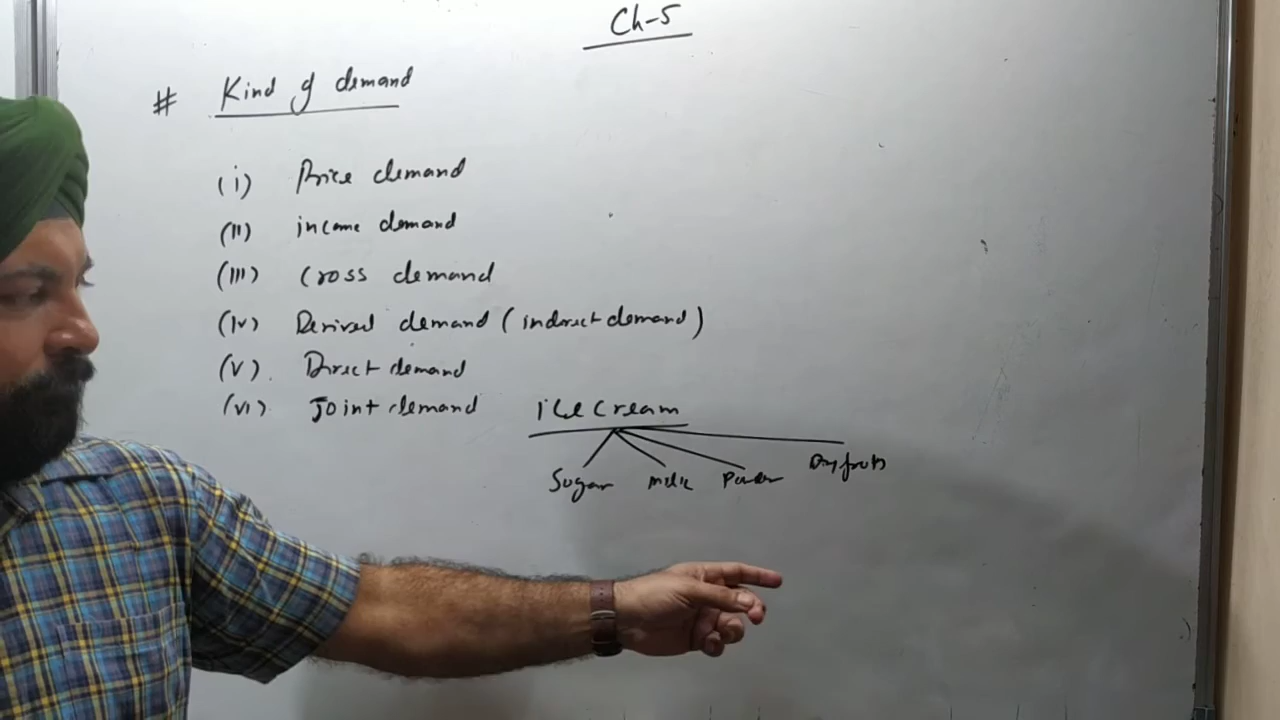 Ch-5
# Kind of demand
(i) Price demand
(ii) income demand
(iii) Cross demand
(iv) Derived demand (indirect demand)
(v). Direct demand
(vi). Joint demand ice cream
Sugar milk Dryfruits